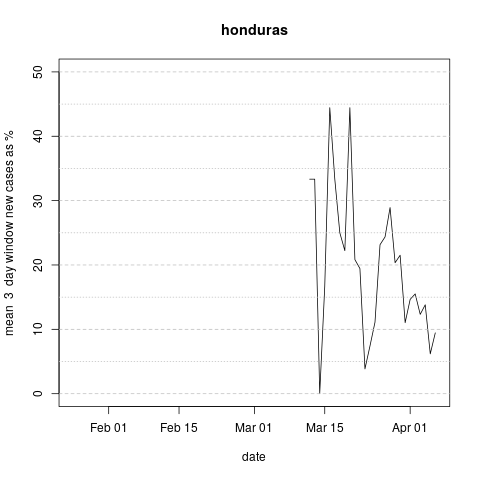 honduras
mean  3  day window new cases as %
50
40
30
20
10
0
Feb 01
Feb 15
Mar 01
Mar 15
Apr 01
date